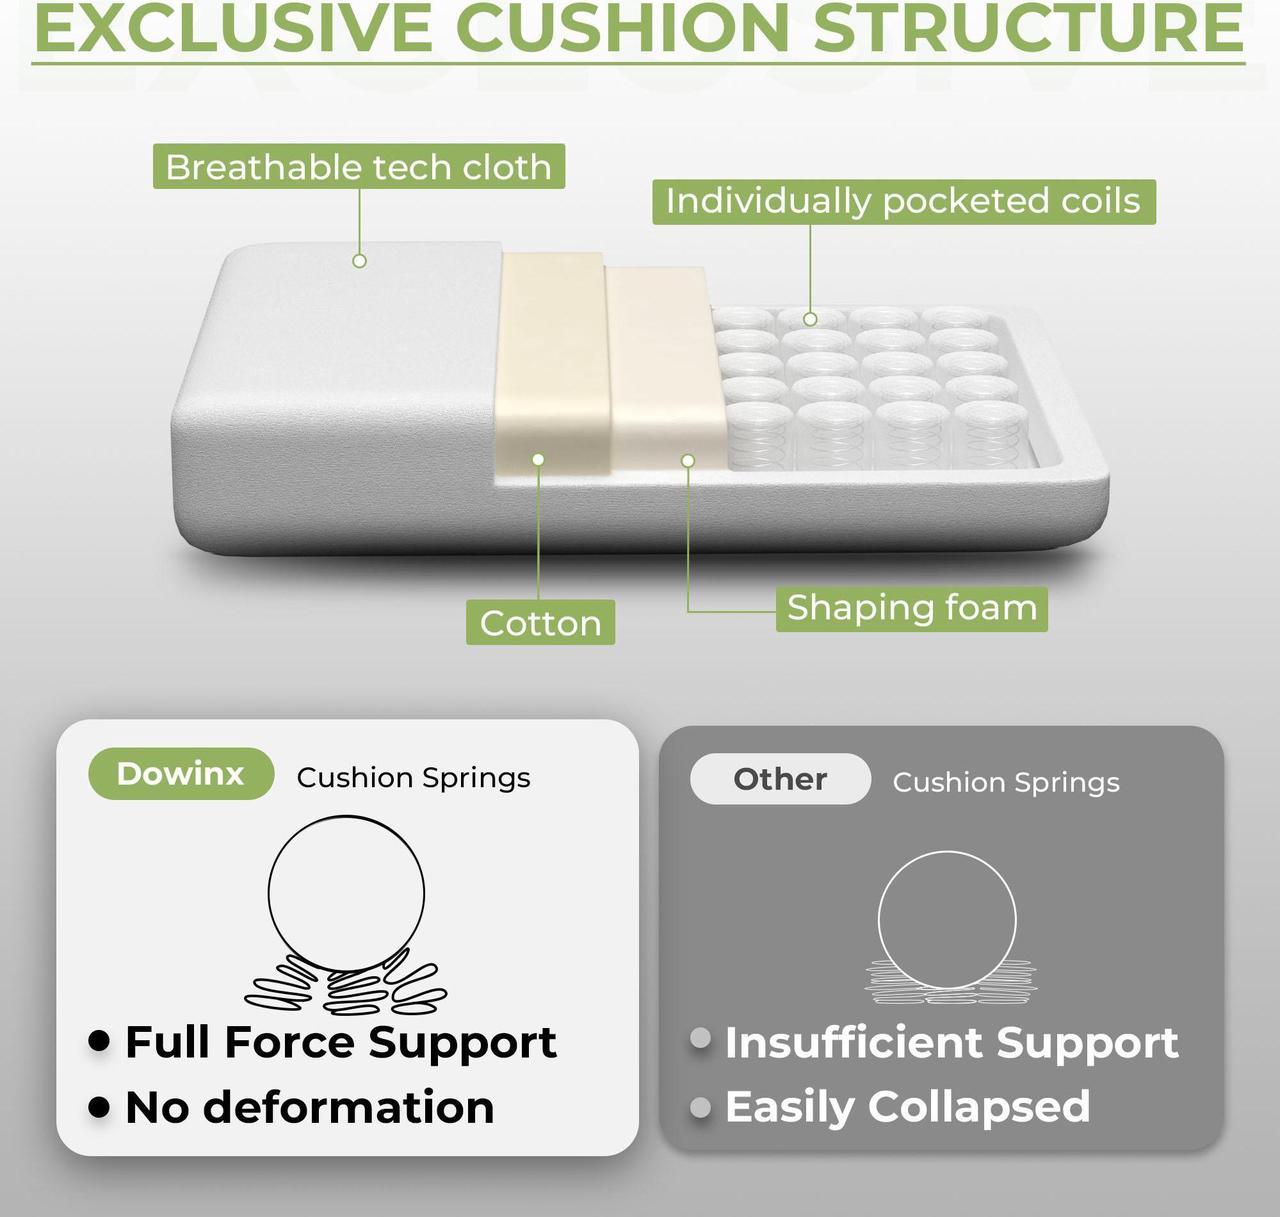 EXCLUSIVE CUSHION STRUCTURE
EXCLUSIVE
Breathable tech cloth
Individually pocketed coils
Cotton
Shaping foam
Dowinx Cushion Springs
Full Force Support
No deformation
Other Cushion Springs
Insufficient Support
Easily Collapsed